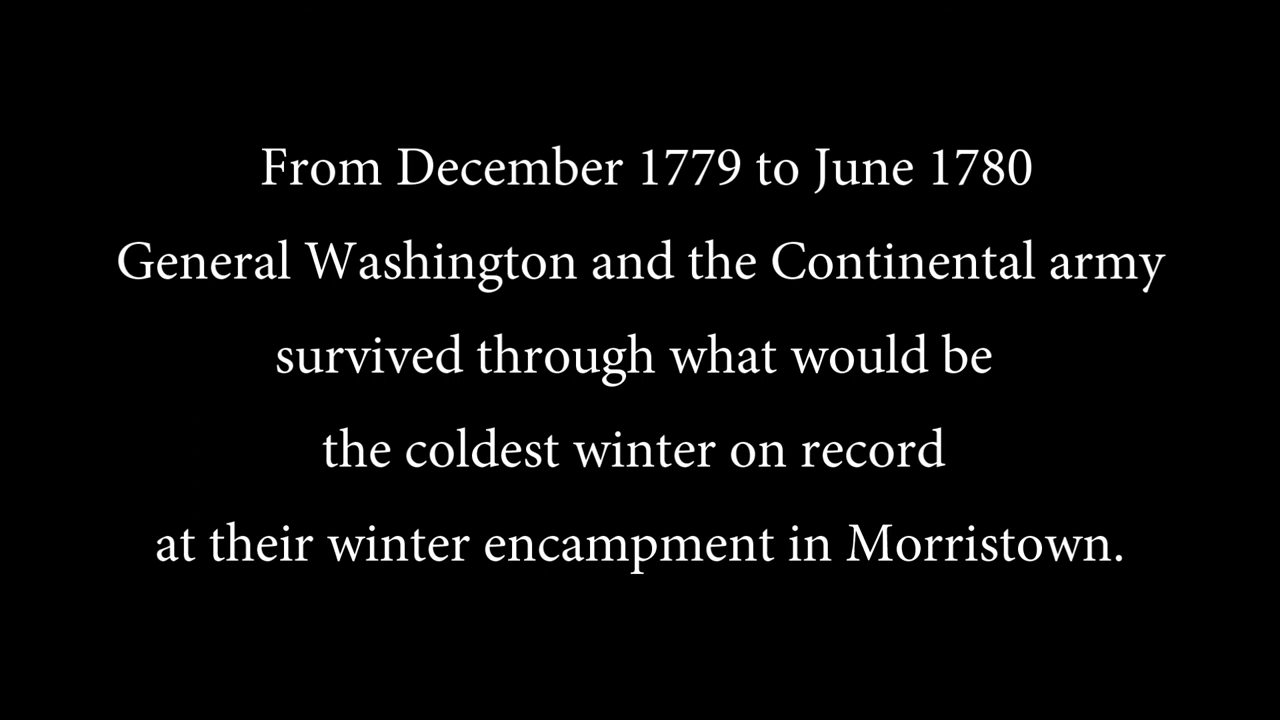 From December 1779 to June 1780
General Washington and the Continental army
survived through what would be
the coldest winter on record
at their winter encampment in Morristown.